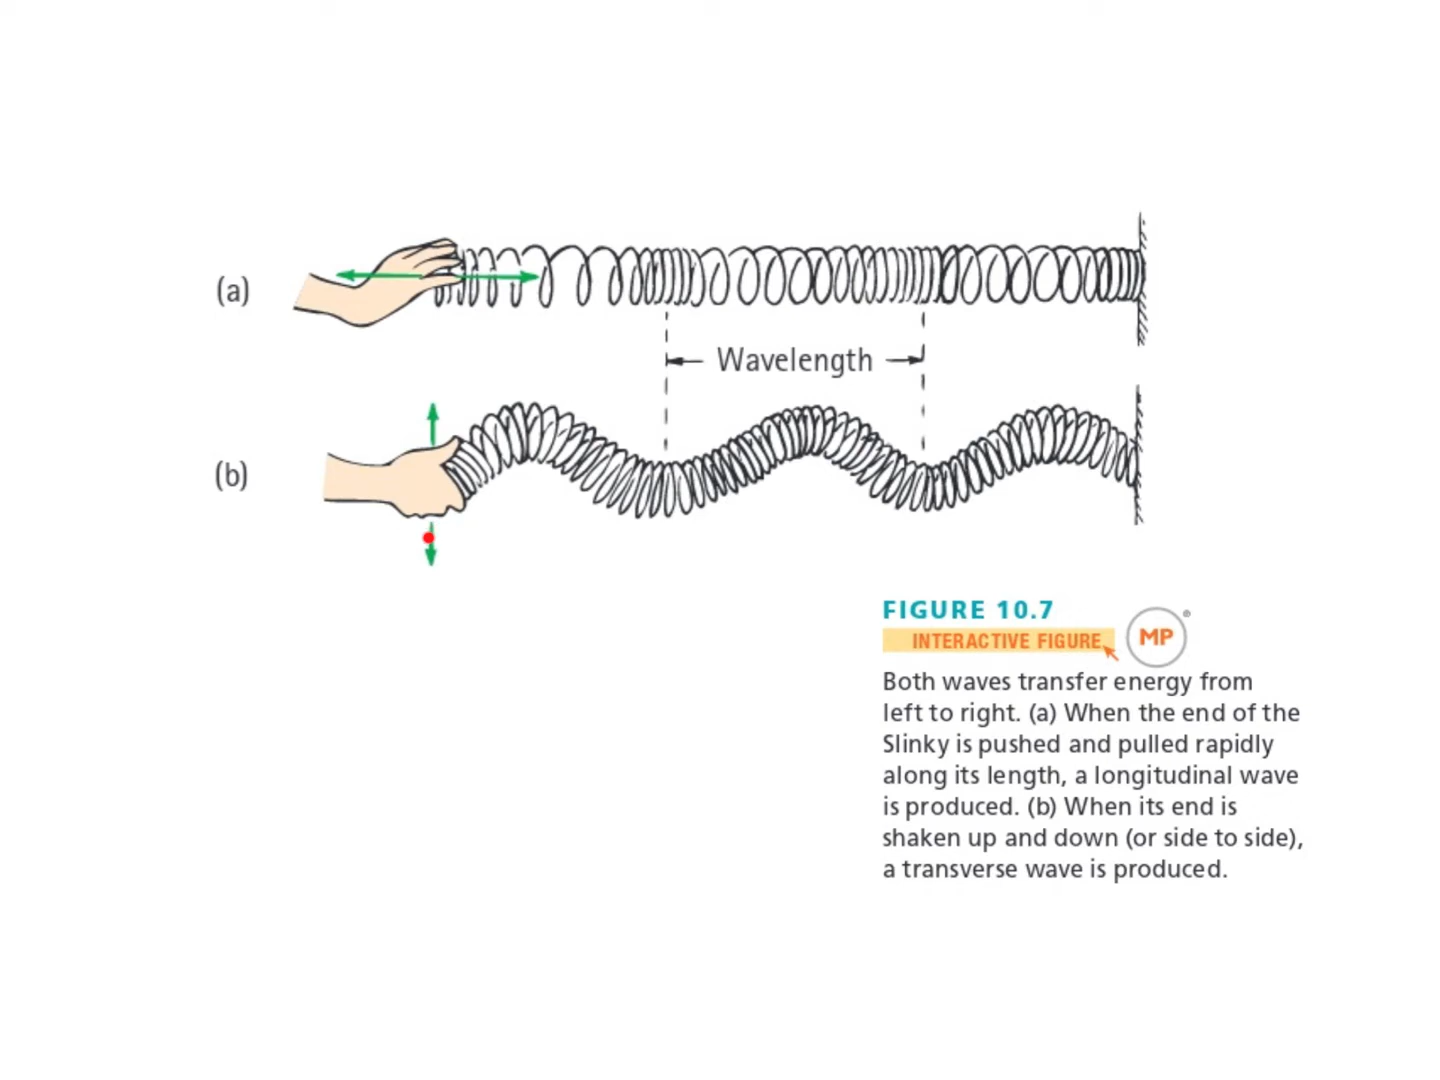 (a)
Wavelength
(b)
FIGURE 10.7
INTERACTIVE FIGURE
MP®
Both waves transfer energy from
left to right. (a) When the end of the
Slinky is pushed and pulled rapidly
along its length, a longitudinal wave
is produced. (b) When its end is
shaken up and down (or side to side),
a transverse wave is produced.